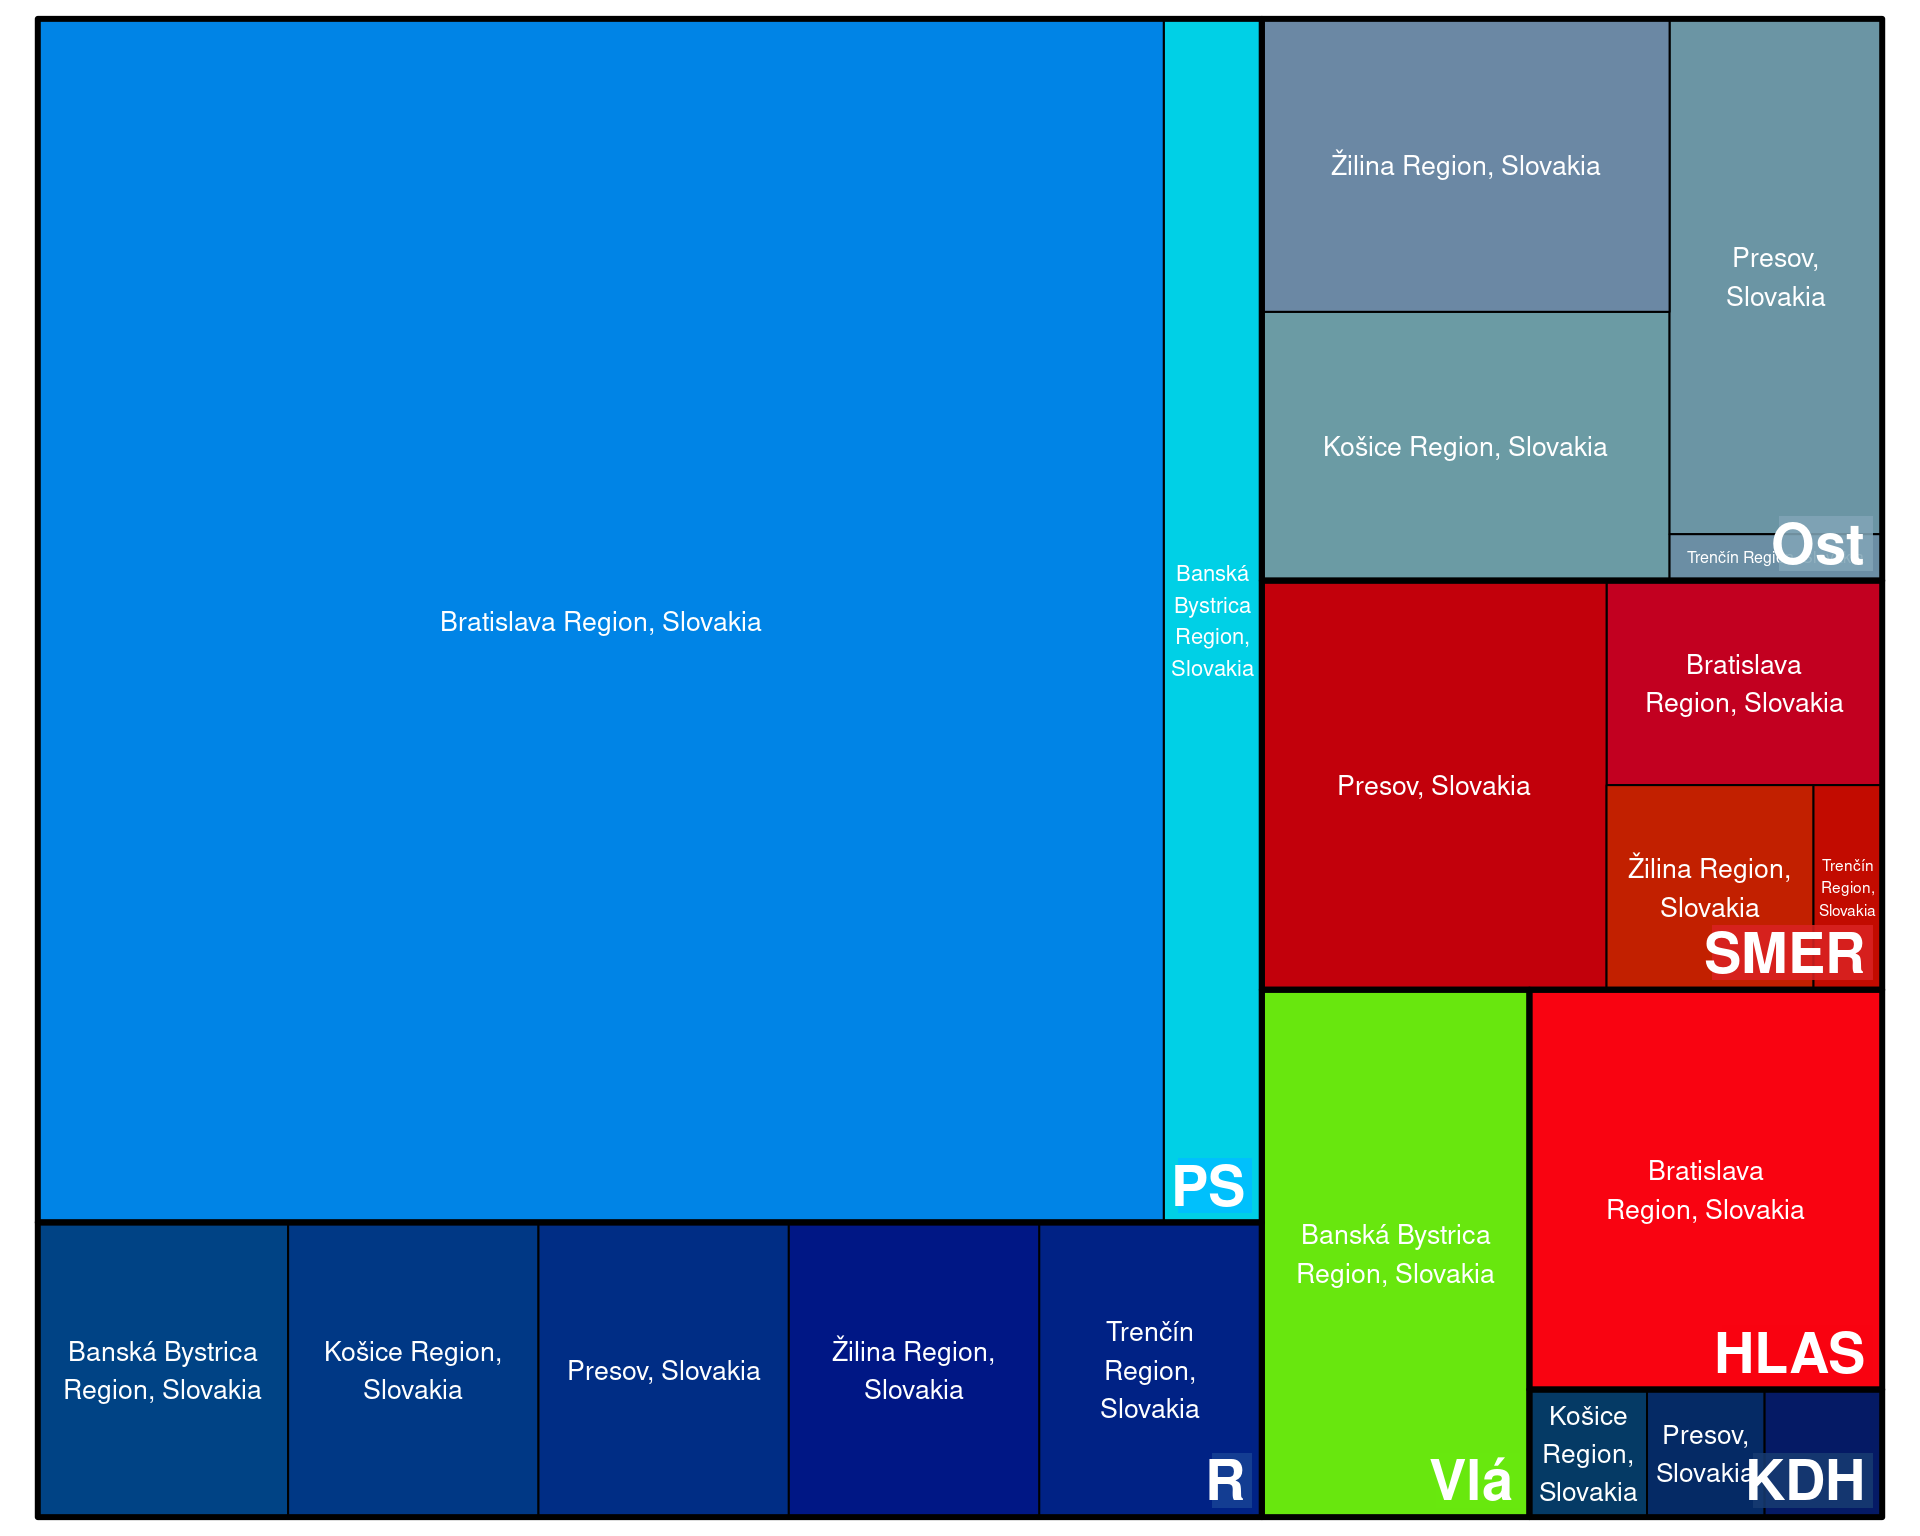 Bratislava Region, Slovakia
Banská
Bystrica
Region,
Slovakia
PS
Banská Bystrica
Region, Slovakia
Košice Region,
Slovakia
Presov, Slovakia
Žilina Region,
Slovakia
Trenčín
Region,
Slovakia
R
Žilina Region, Slovakia
Presov,
Slovakia
Košice Region, Slovakia
Trenčín
Ost
Presov, Slovakia
Bratislava
Region, Slovakia
Žilina Region,
Slovakia
Trenčín
Region,
Slovakia
SMER
Banská Bystrica
Region, Slovakia
Vlá
Bratislava
Region, Slovakia
HLAS
Košice
Region,
Slovakia
Presov,
Slovakia
KDH